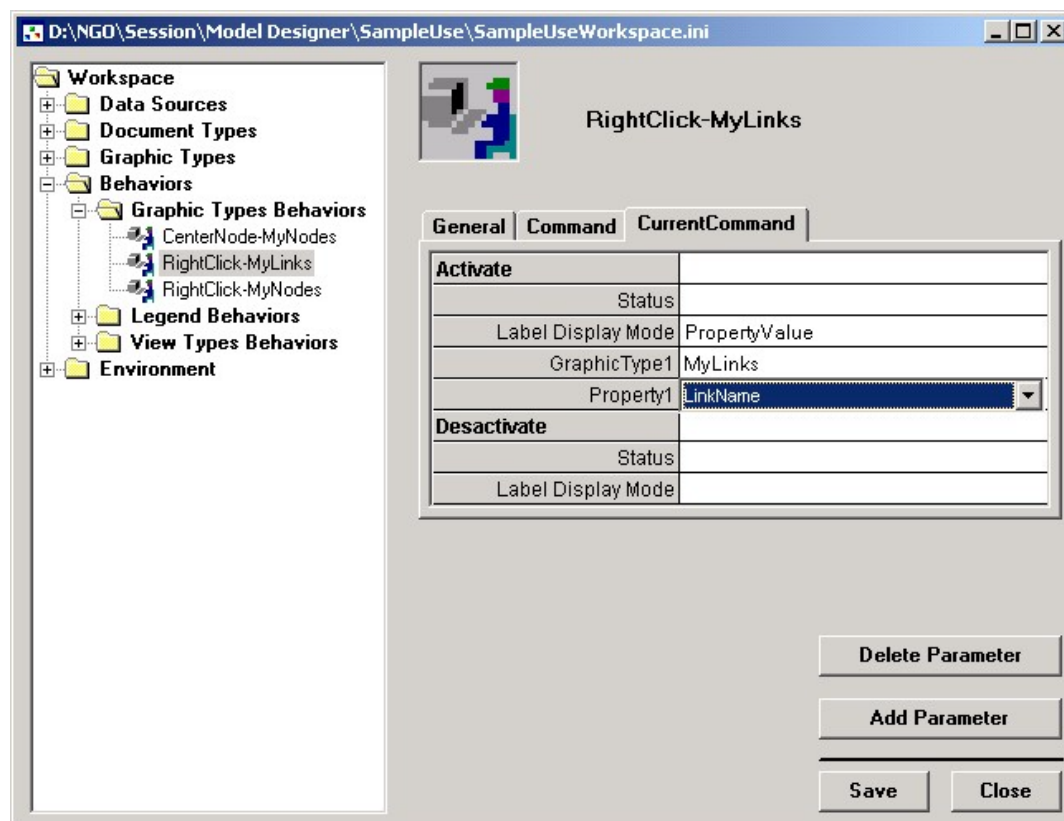 D:\NGO\Session\Model Designer\SampleUse\SampleUseWorkspace.ini
Workspace
Data Sources
Document Types
Graphic Types
Behaviors
Graphic Types Behaviors
CenterNode-MyNodes
RightClick-MyLinks
RightClick-MyNodes
Legend Behaviors
View Types Behaviors
Environment
RightClick-MyLinks
General Command CurrentCommand
Activate
Status
Label Display Mode PropertyValue
GraphicType1 MyLinks
Property1 LinkName
Desactivate
Status
Label Display Mode
Delete Parameter
Add Parameter
Save Close